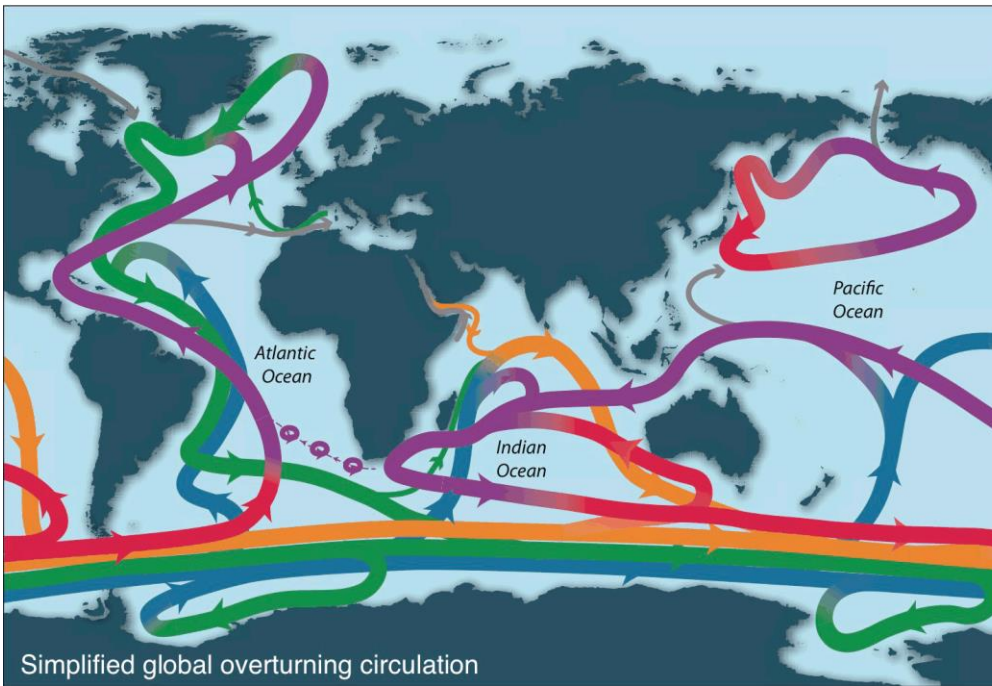 Pacific
Ocean
Atlantic
Ocean
Indian
Ocean
Simplified global overturning circulation